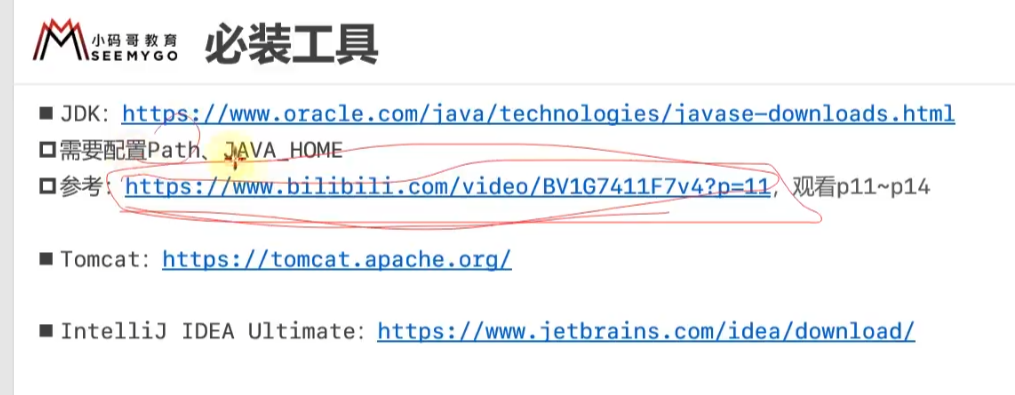 小码哥教育
SEEMYGO
必装工具
■ JDK：https://www.oracle.com/java/technologies/javase-downloads.html
需要配置Path、JAVA_HOME
参考：https://www.bilibili.com/video/BV1G7411F7v4?p=11，观看p11~p14
■ Tomcat：https://tomcat.apache.org/
■ IntelliJ IDEA Ultimate：https://www.jetbrains.com/idea/download/